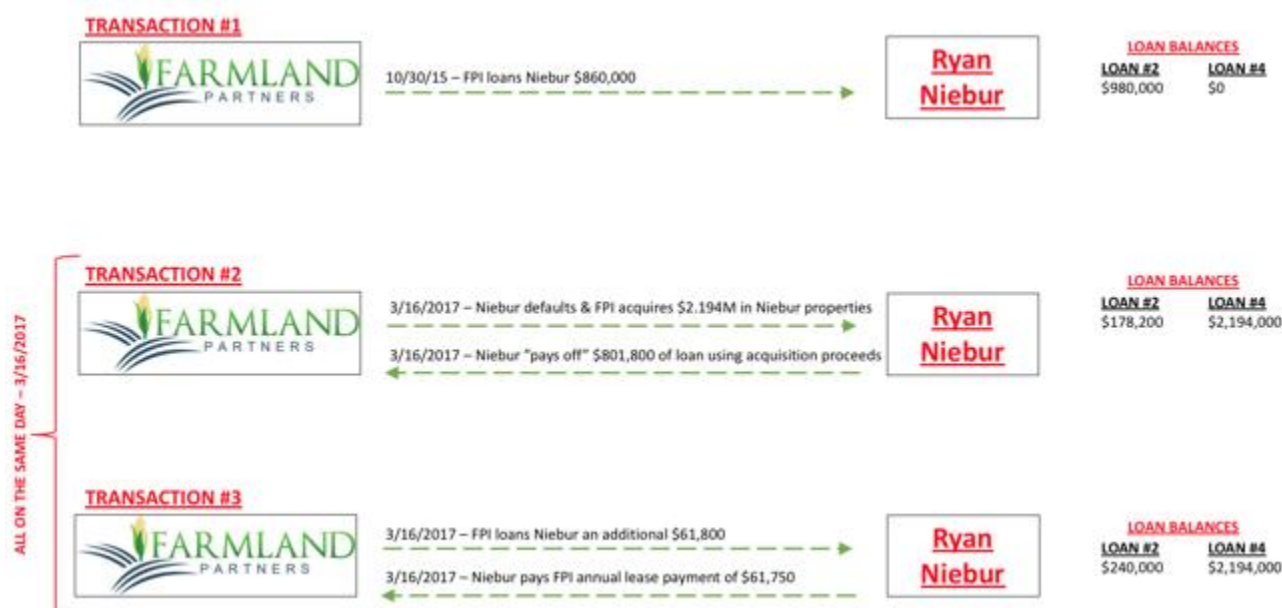 TRANSACTION #1
FARMLAND
PARTNERS
10/30/15 – FPI loans Niebur $860,000
Ryan
Niebur
LOAN BALANCES
LOAN #2 LOAN #4
$980,000 $0
ALL ON THE SAME DAY – 3/16/2017
TRANSACTION #2
FARMLAND
PARTNERS
3/16/2017 – Niebur defaults & FPI acquires $2.194M in Niebur properties
3/16/2017 – Niebur "pays off" $801,800 of loan using acquisition proceeds
Ryan
Niebur
LOAN BALANCES
LOAN #2 LOAN #4
$178,200 $2,194,000
TRANSACTION #3
FARMLAND
PARTNERS
3/16/2017 – FPI loans Niebur an additional $61,800
3/16/2017 – Niebur pays FPI annual lease payment of $61,750
Ryan
Niebur
LOAN BALANCES
LOAN #2 LOAN #4
$240,000 $2,194,000